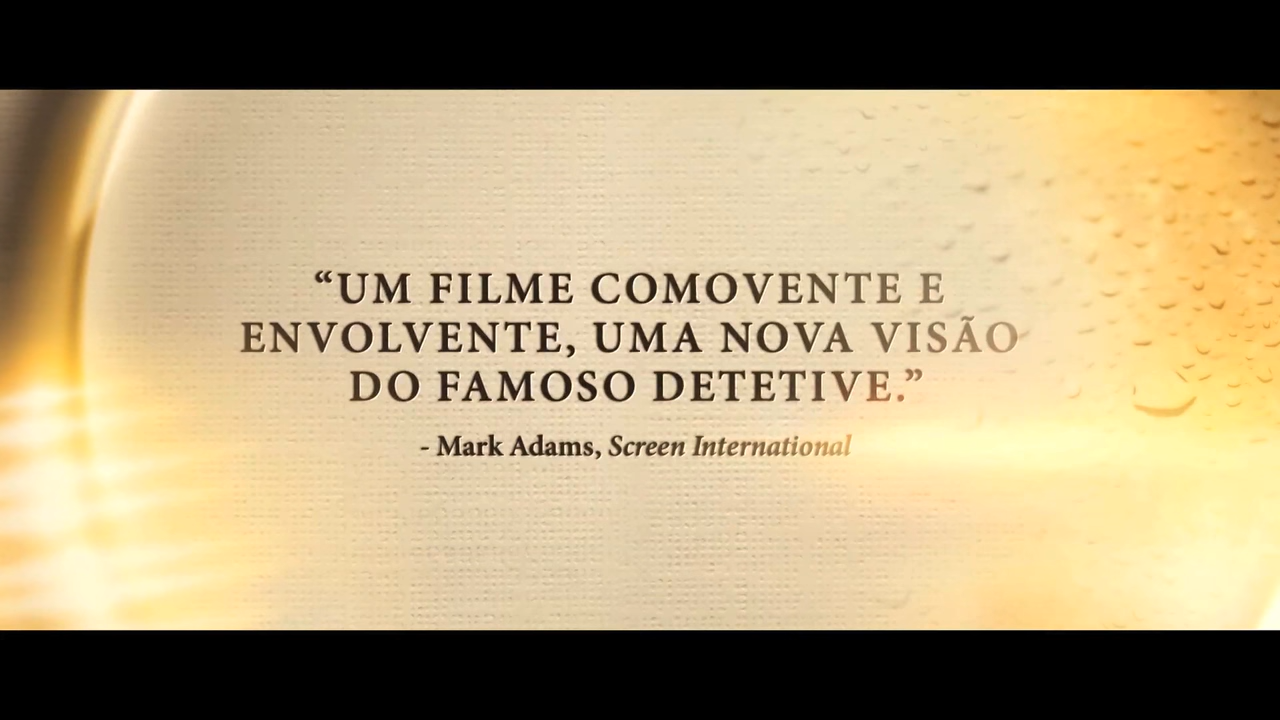 “UM FILME COMOVENTE E
ENVOLVENTE, UMA NOVA VISÃO
DO FAMOSO DETETIVE.”
- Mark Adams, Screen International